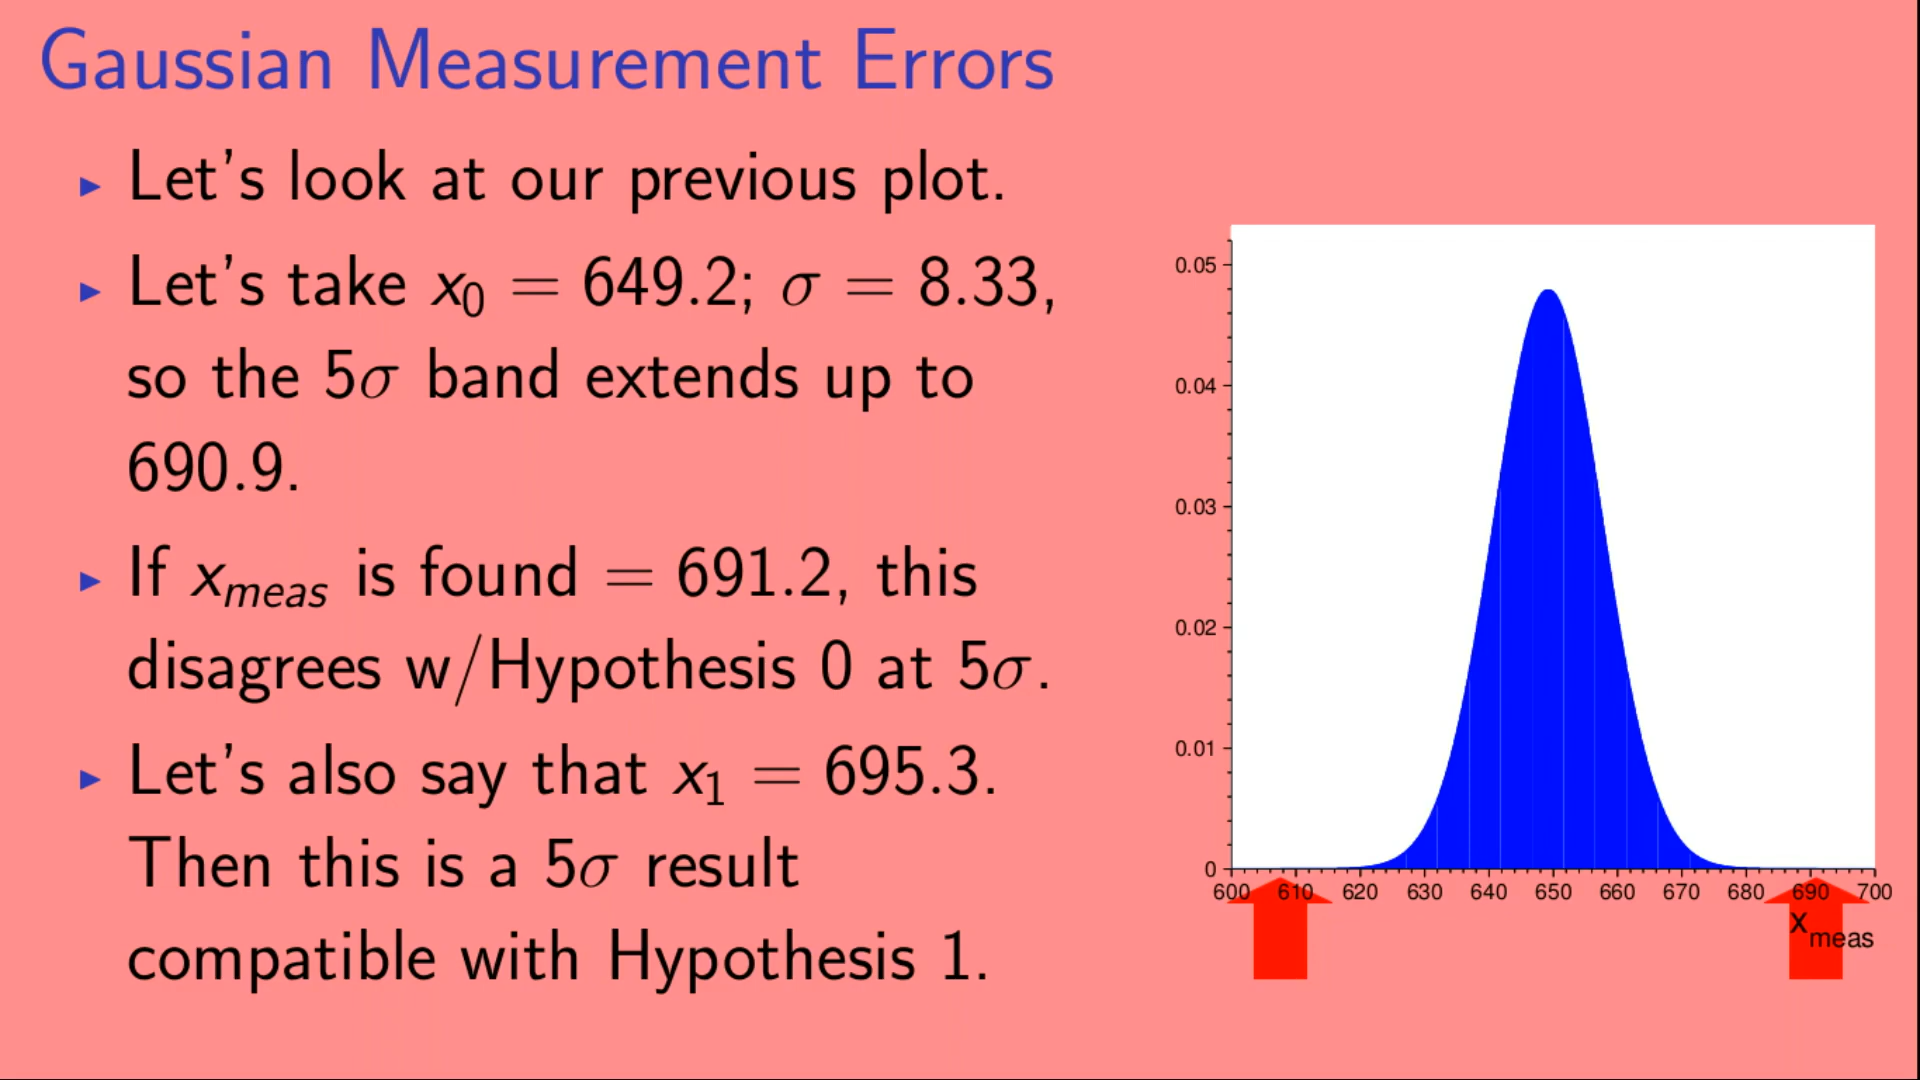 Gaussian Measurement Errors
▶ Let's look at our previous plot.
▶ Let's take x₀ = 649.2; σ = 8.33,
so the 5σ band extends up to
690.9.
▶ If x_meas is found = 691.2, this
disagrees w/Hypothesis 0 at 5σ.
▶ Let's also say that x₁ = 695.3.
Then this is a 5σ result
compatible with Hypothesis 1.
0.05
0.04
0.03
0.02
0.01
0
600 610 620 630 640 650 660 670 680 690 700
x_meas